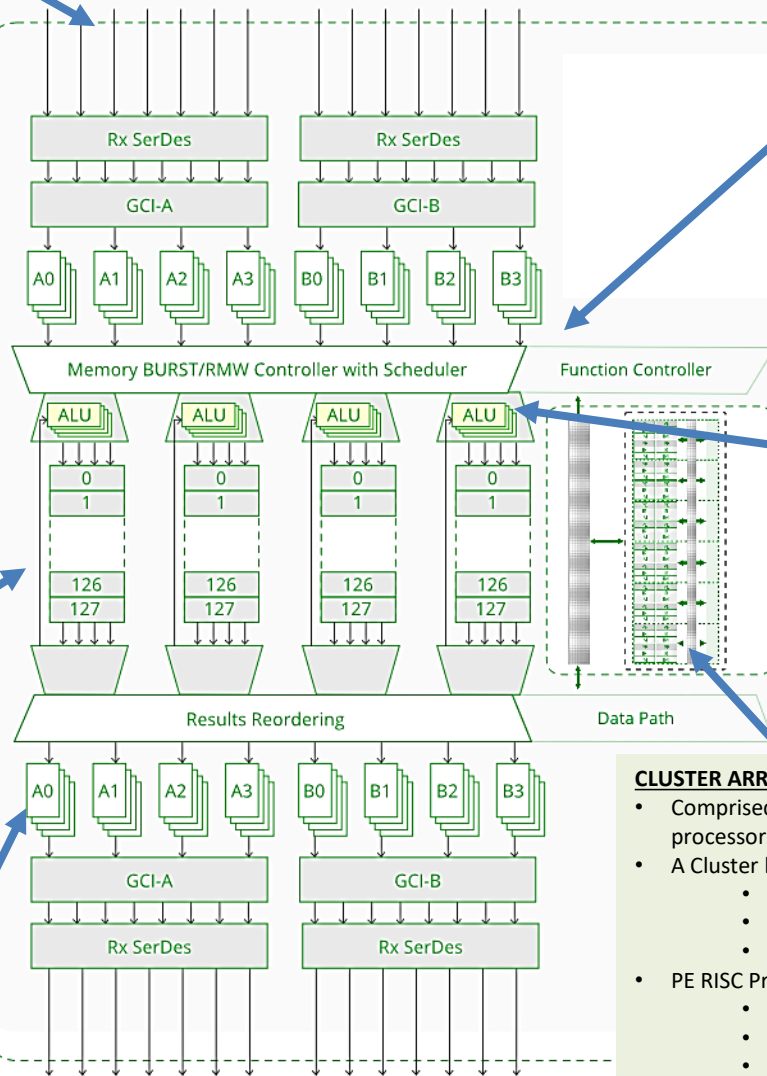 Rx SerDes Rx SerDes
GCI-A GCI-B
A0 A1 A2 A3 B0 B1 B2 B3
Memory BURST/RMW Controller with Scheduler Function Controller
ALU ALU ALU ALU
0 0 0 0
1 1 1 1
126 126 126 126
127 127 127 127
Results Reordering Data Path
A0 A1 A2 A3 B0 B1 B2 B3
GCI-A GCI-B
Rx SerDes Rx SerDes
CLUSTER ARR
• Comprised
processor
• A Cluster
•
•
•
• PE RISC Pr
•
•
•